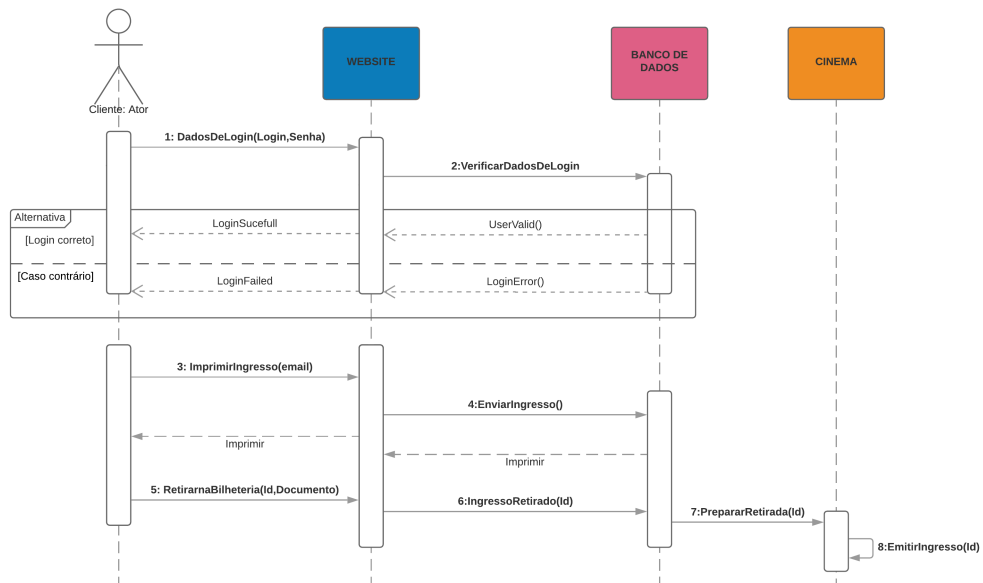 WEBSITE
BANCO DE
DADOS
CINEMA
Cliente: Ator
1: DadosDeLogin(Login,Senha)
2:VerificarDadosDeLogin
Alternativa
LoginSucefull
UserValid()
[Login correto]
[Caso contrário]
LoginFailed
LoginError()
3: ImprimirIngresso(email)
4:EnviarIngresso()
Imprimir
Imprimir
5: RetirarnaBilheteria(Id,Documento)
6:IngressoRetirado(Id)
7:PrepararRetirada(Id)
8:EmitirIngresso(Id)